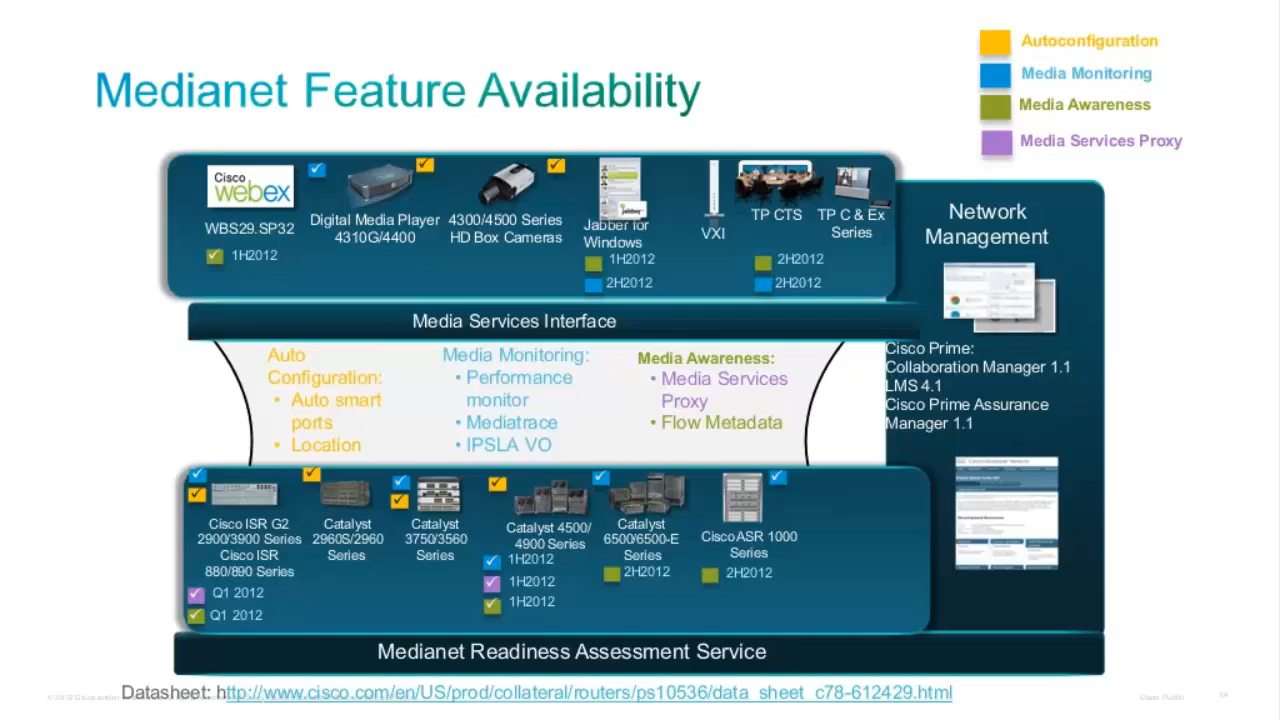 Autoconfiguration
Media Monitoring
Media Awareness
Media Services Proxy
Medianet Feature Availability
Cisco
webex
WBS29.SP32
1H2012
Digital Media Player
4310G/4400
4300/4500 Series
HD Box Cameras
Jabber
Jabber for
Windows
1H2012
2H2012
VXI
TP CTS
2H2012
2H2012
TP C & Ex
Series
Network
Management
Cisco Prime:
Collaboration Manager 1.1
LMS 4.1
Cisco Prime Assurance
Manager 1.1
Media Services Interface
Auto
Configuration:
• Auto smart
ports
• Location
Media Monitoring:
• Performance
monitor
• Mediatrace
• IPSLA VO
Media Awareness:
• Media Services
Proxy
• Flow Metadata
Cisco ISR G2
2900/3900 Series
Cisco ISR
880/890 Series
Q1 2012
Q1 2012
Catalyst
2960S/2960
Series
Catalyst
3750/3560
Series
Catalyst 4500/
4900 Series
1H2012
1H2012
1H2012
Catalyst
6500/6500-E
Series
2H2012
Cisco ASR 1000
Series
2H2012
Medianet Readiness Assessment Service
Datasheet: http://www.cisco.com/en/US/prod/collateral/routers/ps10536/data_sheet_c78-612429.html
Cisco Public
54